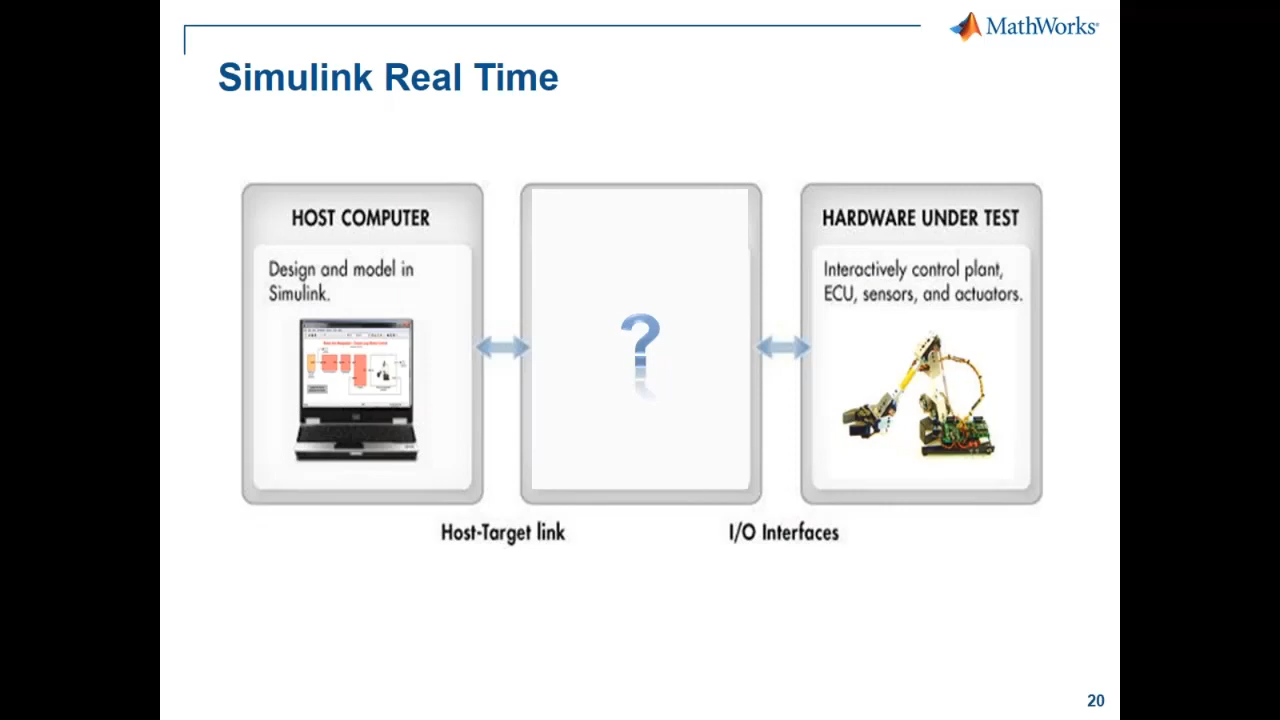 MathWorks®
Simulink Real Time
HOST COMPUTER
Design and model in
Simulink.
?
HARDWARE UNDER TEST
Interactively control plant,
ECU, sensors, and actuators.
Host-Target link
I/O Interfaces
20